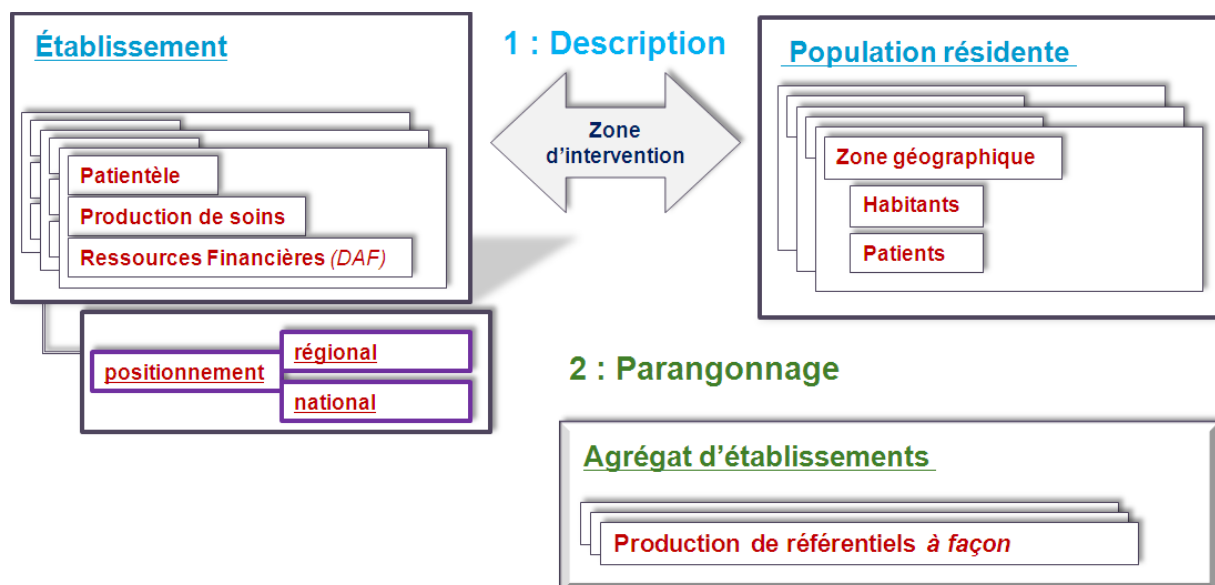 Établissement
Patientèle
Production de soins
Ressources Financières (DAF)
positionnement
régional
national
1 : Description
Zone
d’intervention
Population résidente
Zone géographique
Habitants
Patients
2 : Parangonnage
Agrégat d’établissements
Production de référentiels à façon